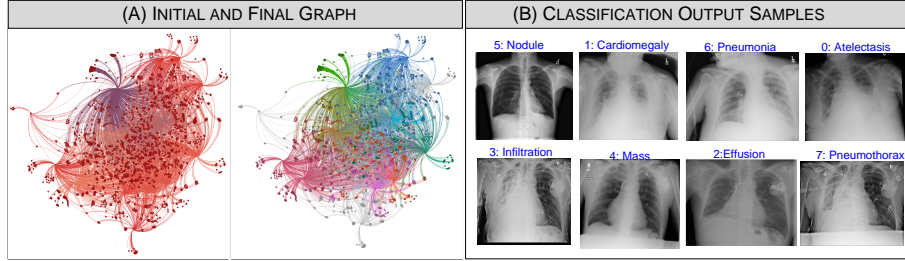 (A) INITIAL AND FINAL GRAPH
(B) CLASSIFICATION OUTPUT SAMPLES
5: Nodule 1: Cardiomegaly 6: Pneumonia 0: Atelectasis
3: Infiltration 4: Mass 2:Effusion 7: Pneumothorax